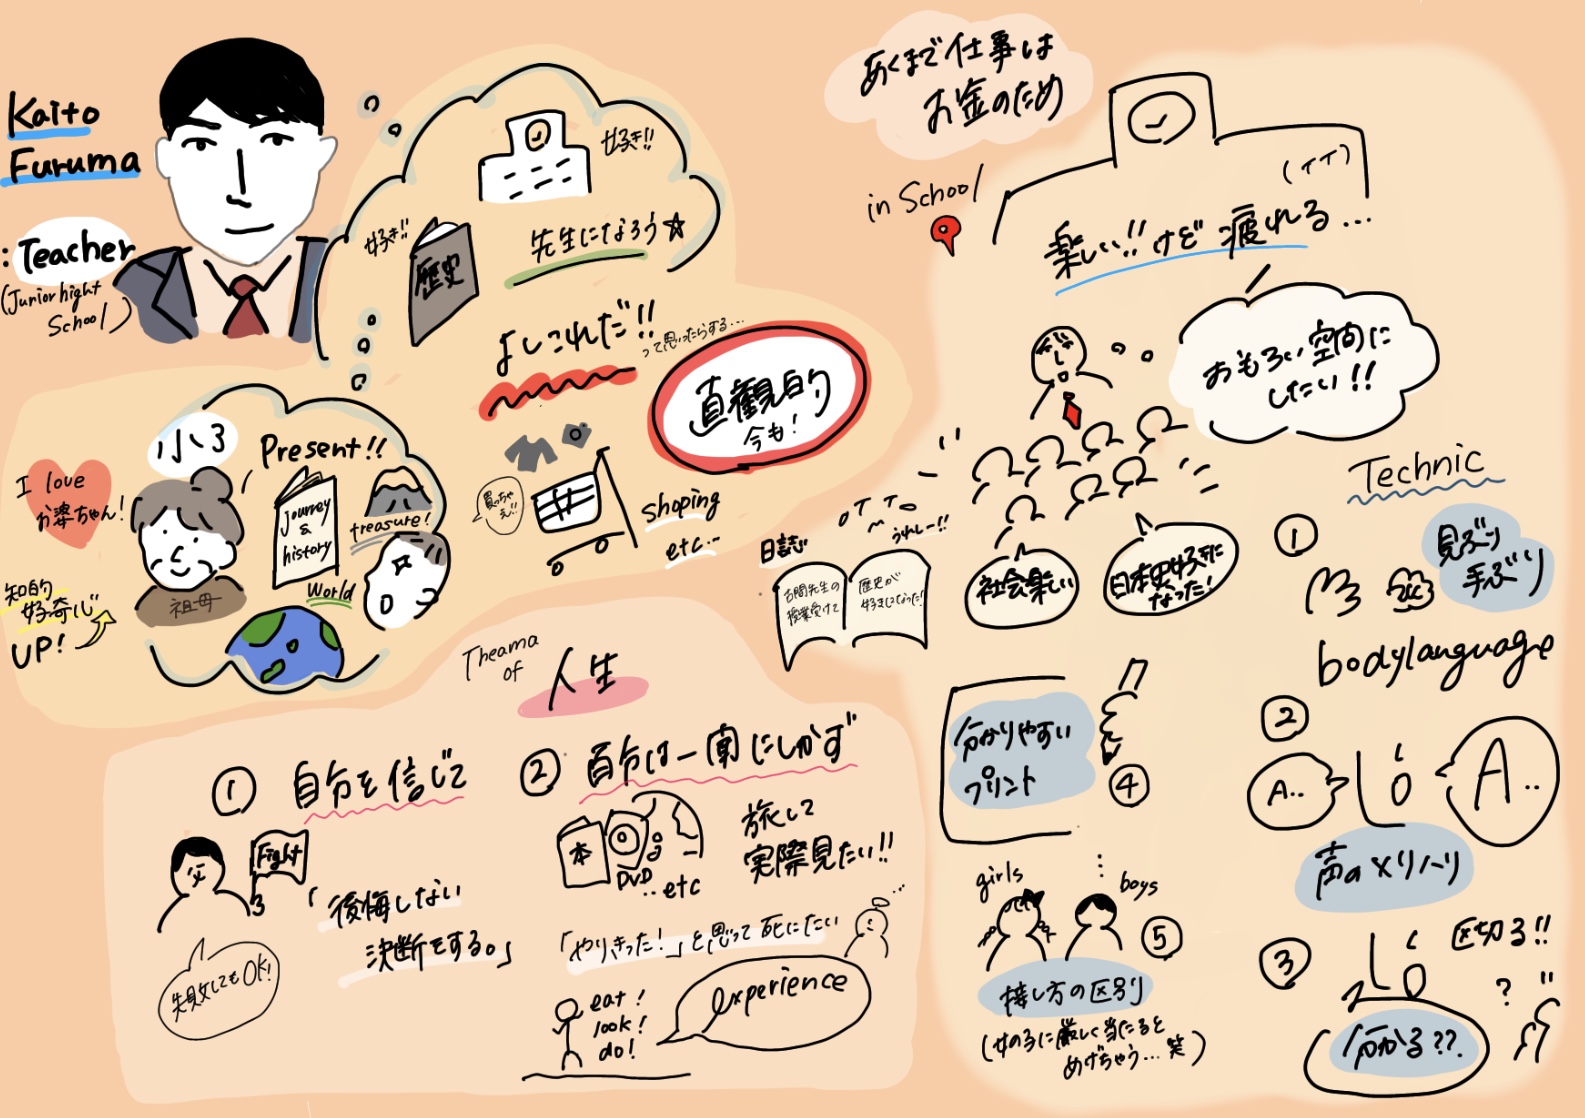 Kaito
Furuma
: Teacher
(Junior hight
School)
好き!!
好き!!
歴史
先生になろう☆
よしこれだ!!
って思ったらする...
直観的
今も!
買っちゃ
え!!
shoping
etc...
小3
Present!!
I love
お婆ちゃん!
Journey
&
history
treasure!
World
祖母
知的
好奇心
UP!
Theama
of
人生
① 自分を信じて
Fight
「後悔しない
決断をする。」
失敗してもOK!
② 百分は一聞にしかず
本
DVD
...etc
旅して
実際見たい!!
「やりきった!」と思って死にたい
eat!
look!
do!
experience
あくまで仕事は
お金のため
in School
(イイ)
楽しい!!けど疲れる...
おもろい空間に
したい!!
うれしー!!
日誌
古間先生の
授業受けて
歴史が
好きになった!
社会楽しい
日本史好きに
なった!
Technic
①
見ぶり
手ぶり
bodylanguage
②
A..
A..
声のメリハリ
③
区切る!!
?
分かる??
分かりやすい
プリント
④
girls
boys
⑤
接し方の区別
(女の子に厳しく当たると
めげちゃう...笑)